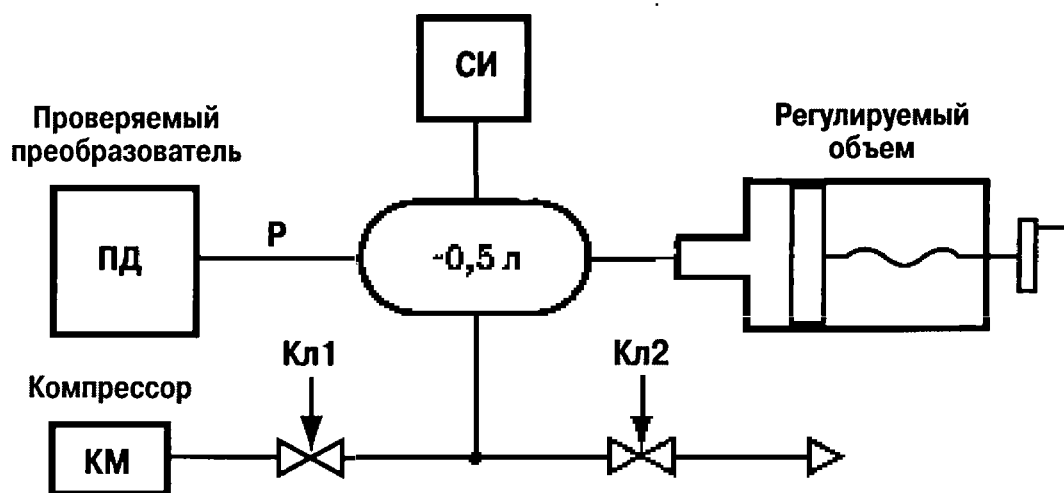 СИ
Проверяемый
преобразователь
Регулируемый
объем
ПД
Р
~0,5 л
Кл1
Кл2
Компрессор
КМ